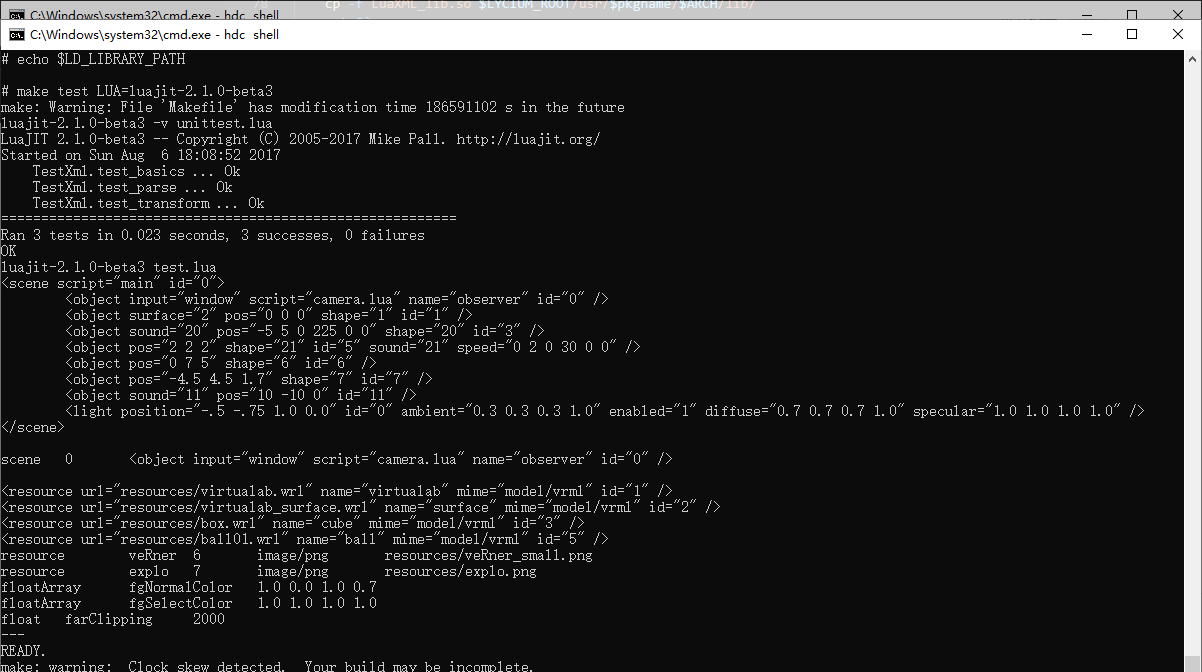 78 cp -f LuaXML_lib.so $LYCIUM_ROOT/usr/$pkgname/$ARCH/lib/
C:\Windows\system32\cmd.exe - hdc shell
C:\Windows\system32\cmd.exe - hdc shell
# echo $LD_LIBRARY_PATH
# make test LUA=luajit-2.1.0-beta3
make: Warning: File 'Makefile' has modification time 186591102 s in the future
luajit-2.1.0-beta3 -v unittest.lua
LuaJIT 2.1.0-beta3 -- Copyright (C) 2005-2017 Mike Pall. http://luajit.org/
Started on Sun Aug  6 18:08:52 2017
    TestXml.test_basics ... Ok
    TestXml.test_parse ... Ok
    TestXml.test_transform ... Ok
=========================================================
Ran 3 tests in 0.023 seconds, 3 successes, 0 failures
OK
luajit-2.1.0-beta3 test.lua
<scene script="main" id="0">
        <object input="window" script="camera.lua" name="observer" id="0" />
        <object surface="2" pos="0 0 0" shape="1" id="1" />
        <object sound="20" pos="-5 5 0 225 0 0" shape="20" id="3" />
        <object pos="2 2 2" shape="21" id="5" sound="21" speed="0 2 0 30 0 0" />
        <object pos="0 7 5" shape="6" id="6" />
        <object pos="-4.5 4.5 1.7" shape="7" id="7" />
        <object sound="11" pos="10 -10 0" id="11" />
        <light position="-.5 -.75 1.0 0.0" id="0" ambient="0.3 0.3 0.3 1.0" enabled="1" diffuse="0.7 0.7 0.7 1.0" specular="1.0 1.0 1.0 1.0" />
</scene>
scene   0       <object input="window" script="camera.lua" name="observer" id="0" />
<resource url="resources/virtualab.wrl" name="virtualab" mime="model/vrml" id="1" />
<resource url="resources/virtualab_surface.wrl" name="surface" mime="model/vrml" id="2" />
<resource url="resources/box.wrl" name="cube" mime="model/vrml" id="3" />
<resource url="resources/ball01.wrl" name="ball" mime="model/vrml" id="5" />
resource        veRner  6       image/png       resources/veRner_small.png
resource        explo   7       image/png       resources/explo.png
floatArray      fgNormalColor   1.0 0.0 1.0 0.7
floatArray      fgSelectColor   1.0 1.0 1.0 1.0
float   farClipping     2000
---
READY.
make: warning:  Clock skew detected.  Your build may be incomplete.